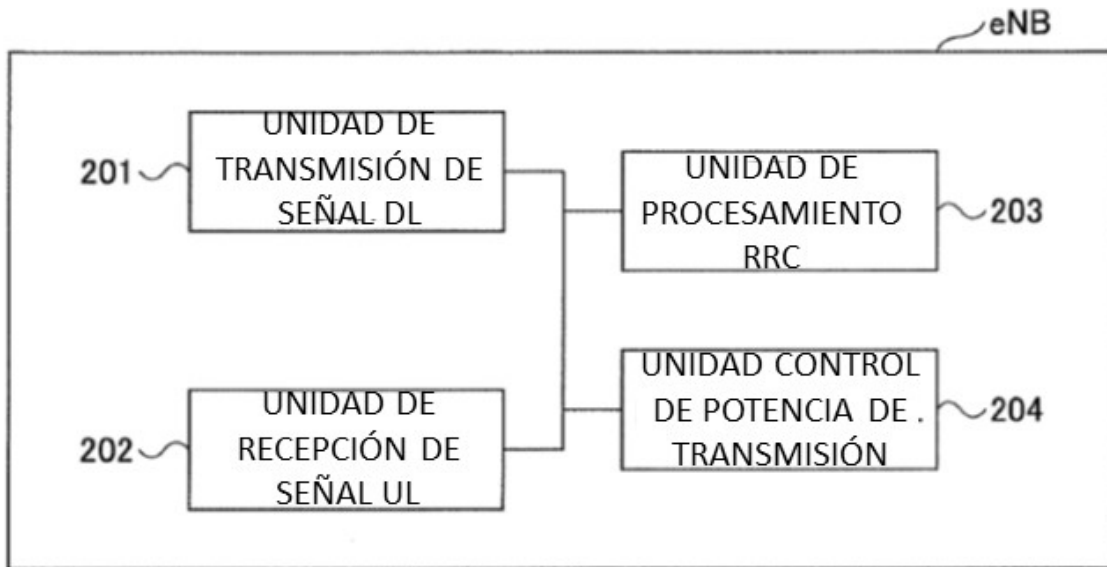 eNB
201
UNIDAD DE
TRANSMISIÓN DE
SEÑAL DL
UNIDAD DE
PROCESAMIENTO
RRC
203
202
UNIDAD DE
RECEPCIÓN DE
SEÑAL UL
UNIDAD CONTROL
DE POTENCIA DE
TRANSMISIÓN
204